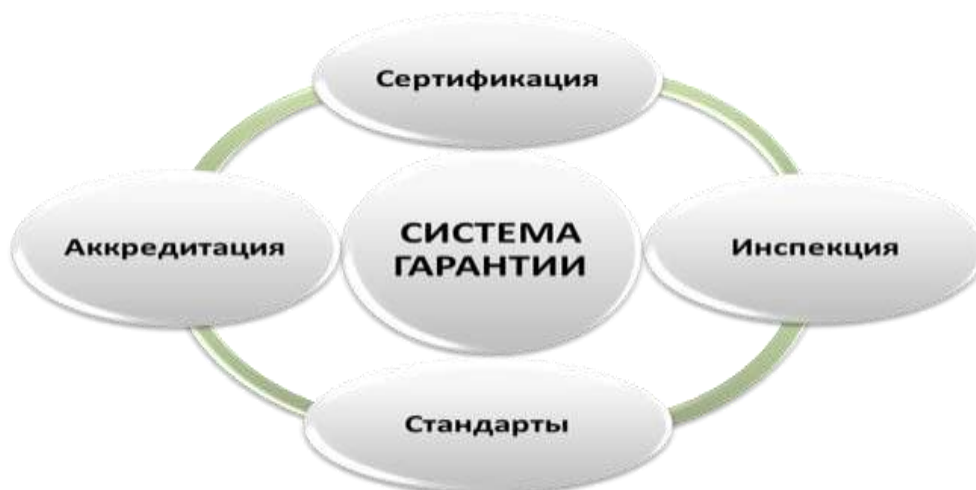 Сертификация
Аккредитация
СИСТЕМА
ГАРАНТИИ
Инспекция
Стандарты